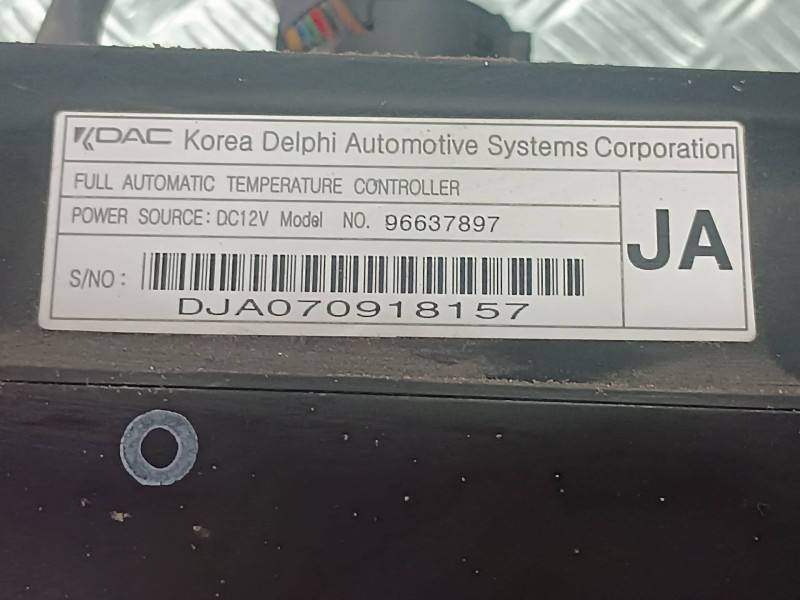 KDAC Korea Delphi Automotive Systems Corporation
FULL AUTOMATIC TEMPERATURE CONTROLLER
POWER SOURCE: DC12V Model NO. 96637897
JA
S/NO:
DJA070918157